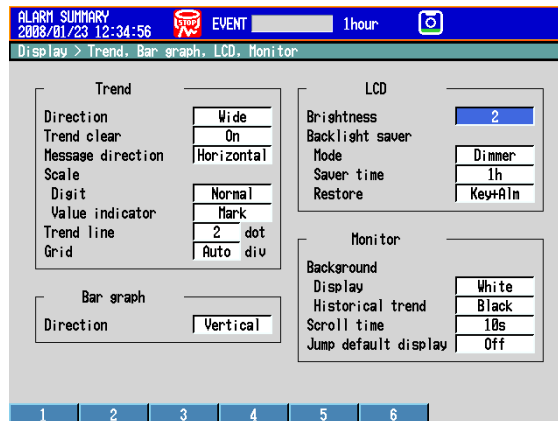 ALARM SUMMARY
2008/01/23 12:34:56 STOP EVENT 1hour
Display > Trend, Bar graph, LCD, Monitor
Trend
Direction Wide
Trend clear On
Message direction Horizontal
Scale
Digit Normal
Value indicator Mark
Trend line 2 dot
Grid Auto div
Bar graph
Direction Vertical
LCD
Brightness 2
Backlight saver
Mode Dimmer
Saver time 1h
Restore Key+Alm
Monitor
Background
Display White
Historical trend Black
Scroll time 10s
Jump default display Off
1 2 3 4 5 6